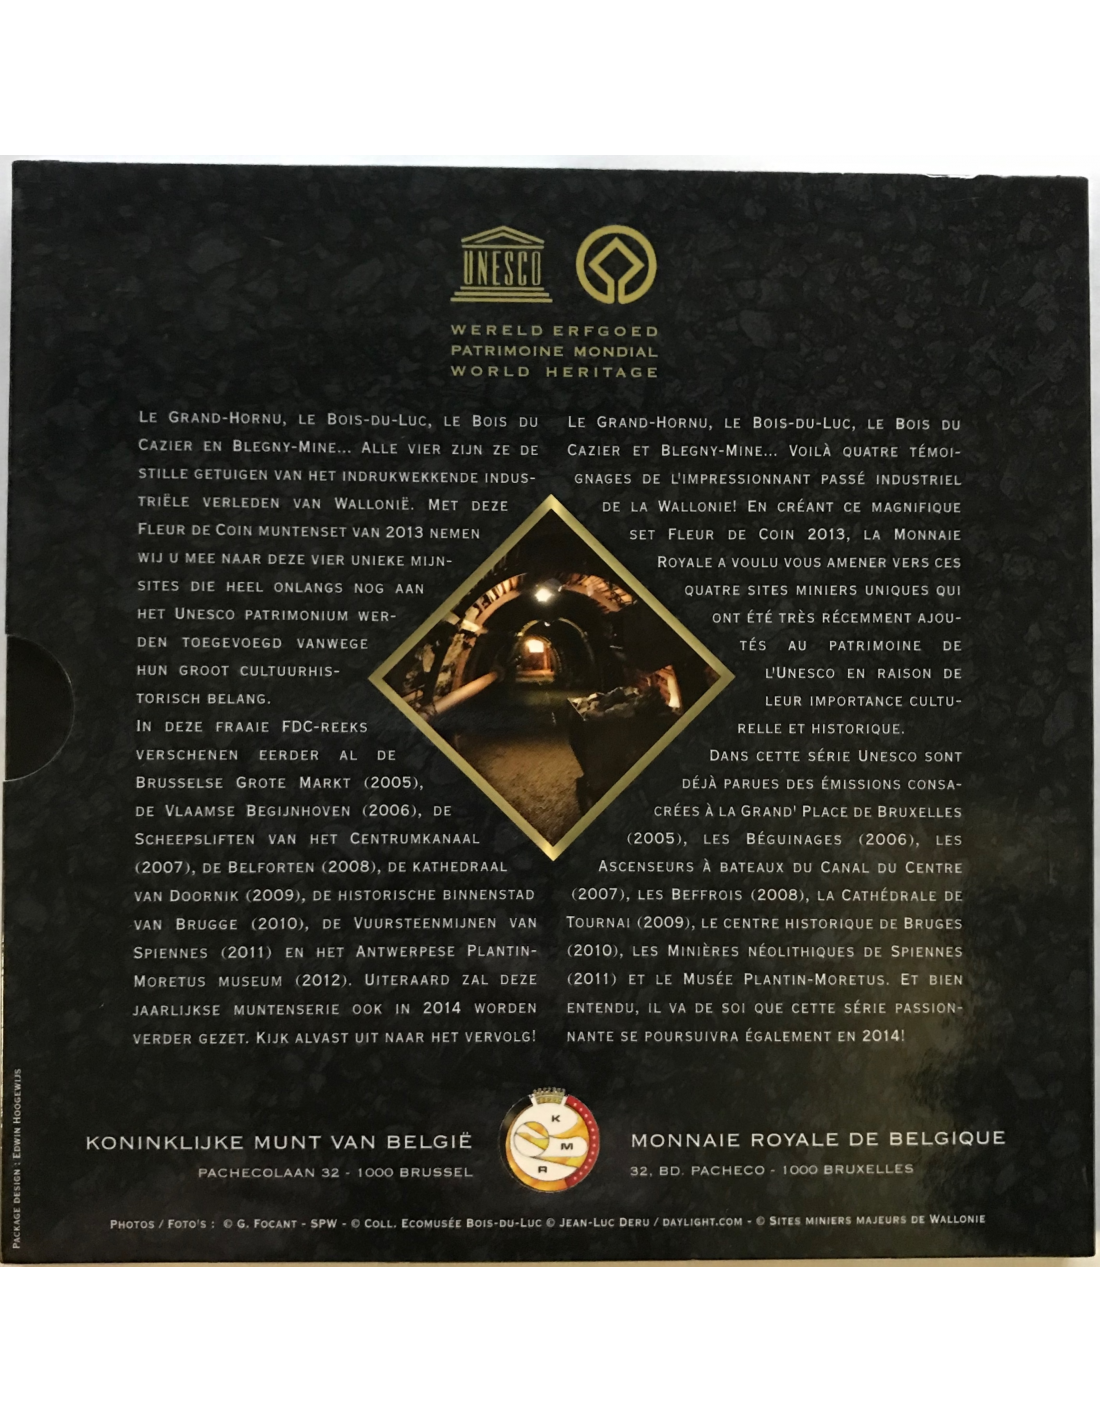 UNESCO
WERELD ERFGOED
PATRIMOINE MONDIAL
WORLD HERITAGE
LE GRAND-HORNU, LE BOIS-DU-LUC, LE BOIS DU
CAZIER EN BLEGNY-MINE... ALLE VIER ZIJN ZE DE
STILLE GETUIGEN VAN HET INDRUKWEKKENDE INDUS-
TRIËLE VERLEDEN VAN WALLONIË. MET DEZE
FLEUR DE COIN MUNTENSET VAN 2013 NEMEN
WIJ U MEE NAAR DEZE VIER UNIEKE MIJN-
SITES DIE HEEL ONLANGS NOG AAN
HET UNESCO PATRIMONIUM WER-
DEN TOEGEVOEGD VANWEGE
HUN GROOT CULTUURHIS-
TORISCH BELANG.
IN DEZE FRAAIE FDC-REEKS
VERSCHENEN EERDER AL DE
BRUSSELSE GROTE MARKT (2005),
DE VLAAMSE BEGIJNHOVEN (2006), DE
SCHEEPSLIFTEN VAN HET CENTRUMKANAAL
(2007), DE BELFORTEN (2008), DE KATHEDRAAL
VAN DOORNIK (2009), DE HISTORISCHE BINNENSTAD
VAN BRUGGE (2010), DE VUURSTEENMIJNEN VAN
SPIENNES (2011) EN HET ANTWERPESE PLANTIN-
MORETUS MUSEUM (2012). UITERAARD ZAL DEZE
JAARLIJKSE MUNTENSERIE OOK IN 2014 WORDEN
VERDER GEZET. KIJK ALVAST UIT NAAR HET VERVOLG!
LE GRAND-HORNU, LE BOIS-DU-LUC, LE BOIS DU
CAZIER ET BLEGNY-MINE... VOILÀ QUATRE TÉMOI-
GNAGES DE L'IMPRESSIONNANT PASSÉ INDUSTRIEL
DE LA WALLONIE! EN CRÉANT CE MAGNIFIQUE
SET FLEUR DE COIN 2013, LA MONNAIE
ROYALE A VOULU VOUS AMENER VERS CES
QUATRE SITES MINIERS UNIQUES QUI
ONT ÉTÉ TRÈS RÉCEMMENT AJOU-
TÉS AU PATRIMOINE DE
L'UNESCO EN RAISON DE
LEUR IMPORTANCE CULTU-
RELLE ET HISTORIQUE.
DANS CETTE SÉRIE UNESCO SONT
DÉJÀ PARUES DES ÉMISSIONS CONSA-
CRÉES À LA GRAND' PLACE DE BRUXELLES
(2005), LES BÉGUINAGES (2006), LES
ASCENSEURS À BATEAUX DU CANAL DU CENTRE
(2007), LES BEFFROIS (2008), LA CATHÉDRALE DE
TOURNAI (2009), LE CENTRE HISTORIQUE DE BRUGES
(2010), LES MINIÈRES NÉOLITHIQUES DE SPIENNES
(2011) ET LE MUSÉE PLANTIN-MORETUS. ET BIEN
ENTENDU, IL VA DE SOI QUE CETTE SÉRIE PASSION-
NANTE SE POURSUIVRA ÉGALEMENT EN 2014!
KONINKLIJKE MUNT VAN BELGIË
PACHECOLAAN 32 - 1000 BRUSSEL
K
M
R
MONNAIE ROYALE DE BELGIQUE
32, BD. PACHECO - 1000 BRUXELLES
PHOTOS / FOTO'S : © G. FOCANT - SPW - © COLL. ECOMUSÉE BOIS-DU-LUC © JEAN-LUC DERU / DAYLIGHT.COM - © SITES MINIERS MAJEURS DE WALLONIE
PACKAGE DESIGN : EDWIN HOOGEWIJS